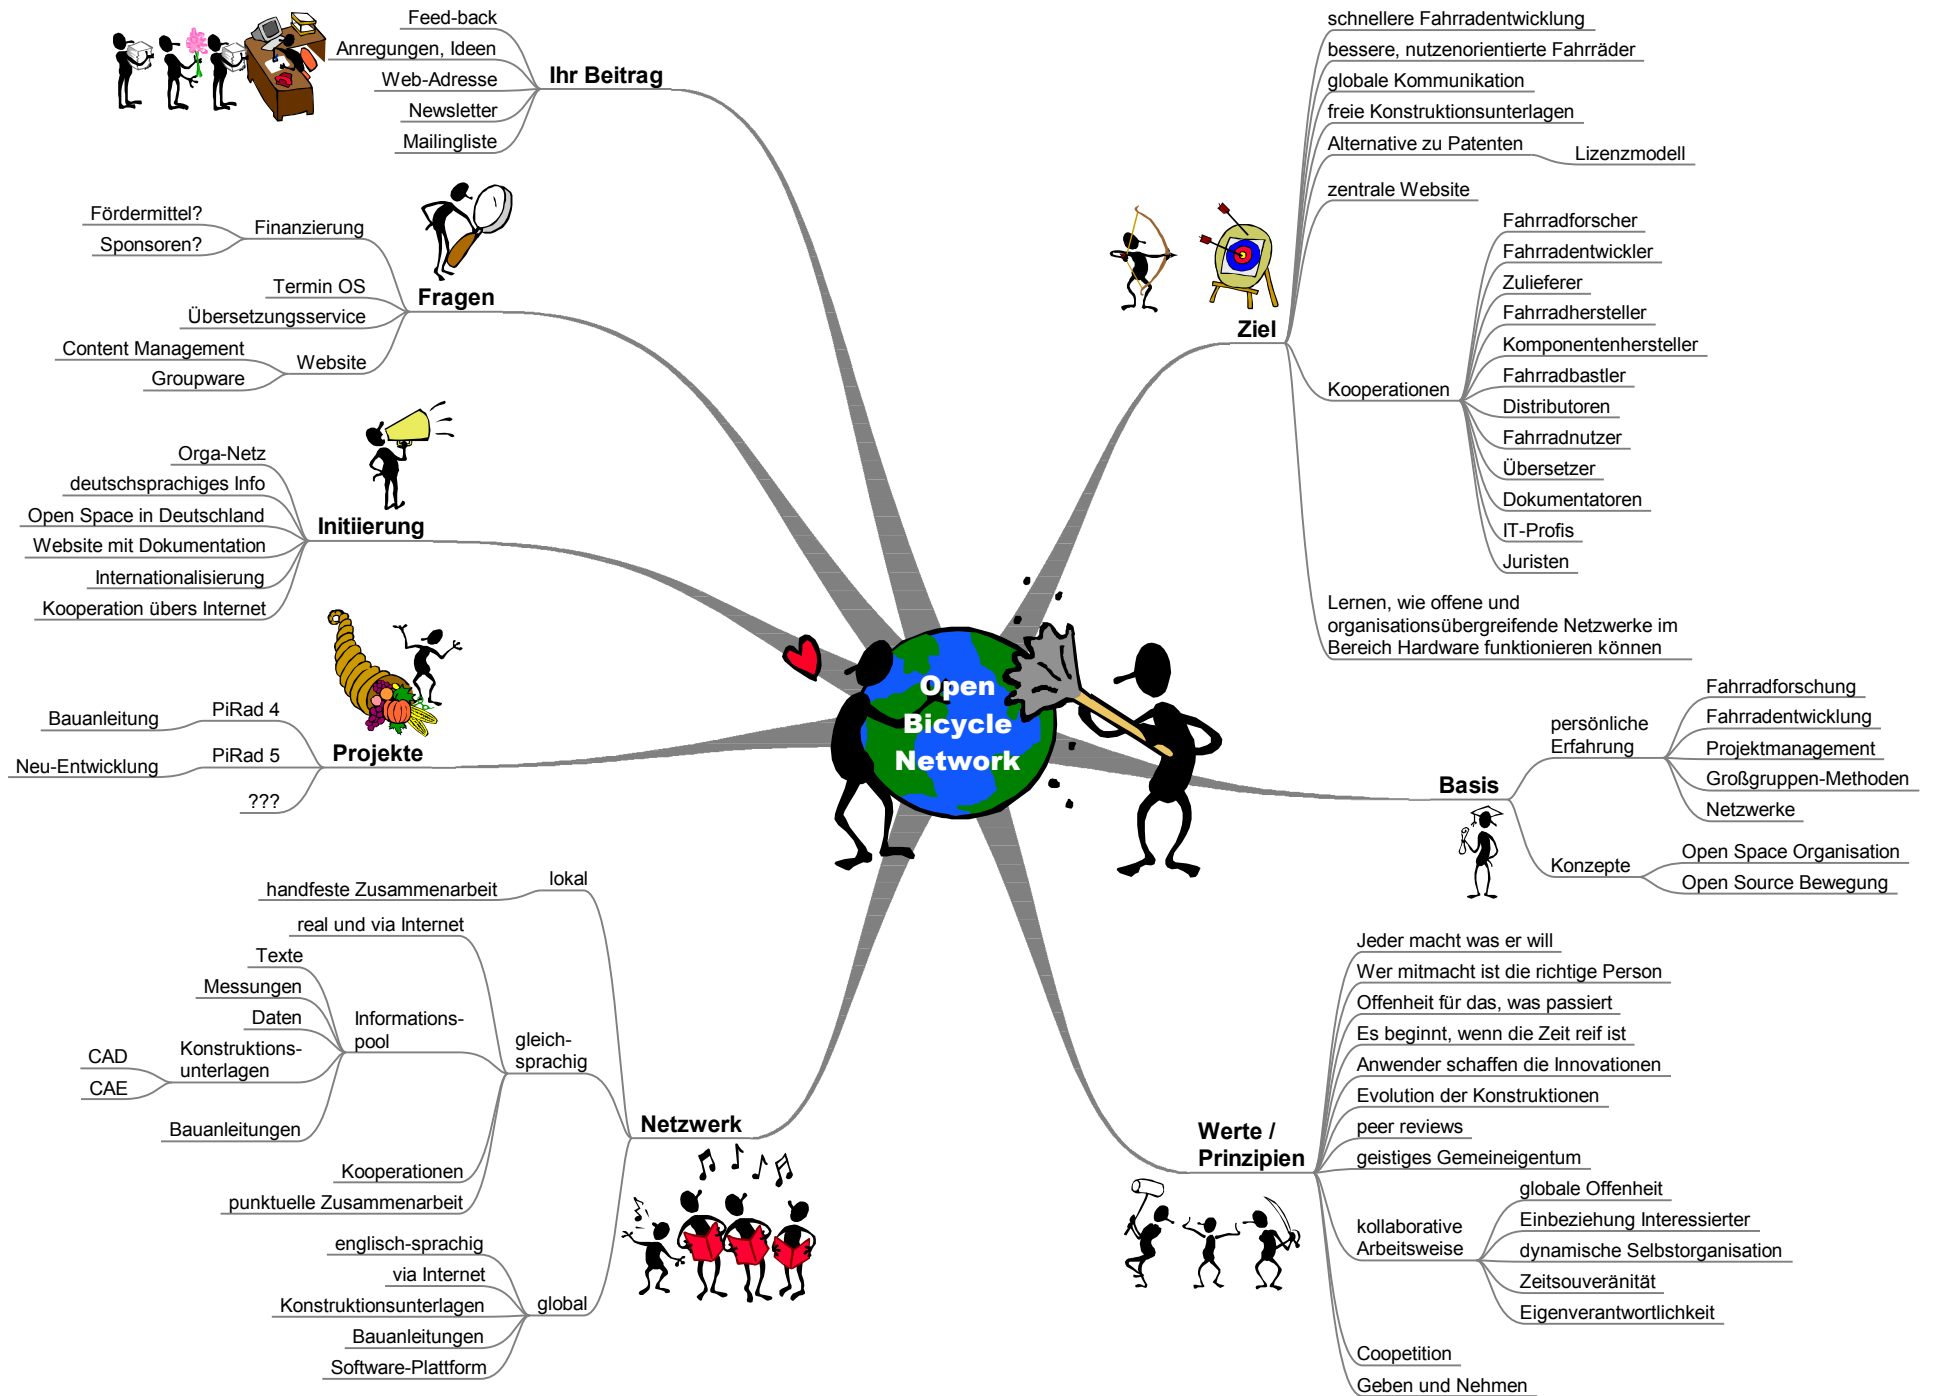 Open
Bicycle
Network
Ihr Beitrag
Feed-back
Anregungen, Ideen
Web-Adresse
Newsletter
Mailingliste
Fragen
Finanzierung
Fördermittel?
Sponsoren?
Termin OS
Übersetzungsservice
Website
Content Management
Groupware
Initiierung
Orga-Netz
deutschsprachiges Info
Open Space in Deutschland
Website mit Dokumentation
Internationalisierung
Kooperation übers Internet
Projekte
PiRad 4
Bauanleitung
PiRad 5
Neu-Entwicklung
???
Netzwerk
lokal
handfeste Zusammenarbeit
gleich-
sprachig
real und via Internet
Informations-
pool
Texte
Messungen
Daten
Konstruktions-
unterlagen
CAD
CAE
Bauanleitungen
Kooperationen
punktuelle Zusammenarbeit
global
englisch-sprachig
via Internet
Konstruktionsunterlagen
Bauanleitungen
Software-Plattform
Ziel
schnellere Fahrradentwicklung
bessere, nutzenorientierte Fahrräder
globale Kommunikation
freie Konstruktionsunterlagen
Alternative zu Patenten
Lizenzmodell
zentrale Website
Kooperationen
Fahrradforscher
Fahrradentwickler
Zulieferer
Fahrradhersteller
Komponentenhersteller
Fahrradbastler
Distributoren
Fahrradnutzer
Übersetzer
Dokumentatoren
IT-Profis
Juristen
Lernen, wie offene und
organisationsübergreifende Netzwerke im
Bereich Hardware funktionieren können
Basis
persönliche
Erfahrung
Fahrradforschung
Fahrradentwicklung
Projektmanagement
Großgruppen-Methoden
Netzwerke
Konzepte
Open Space Organisation
Open Source Bewegung
Werte /
Prinzipien
Jeder macht was er will
Wer mitmacht ist die richtige Person
Offenheit für das, was passiert
Es beginnt, wenn die Zeit reif ist
Anwender schaffen die Innovationen
Evolution der Konstruktionen
peer reviews
geistiges Gemeineigentum
kollaborative
Arbeitsweise
globale Offenheit
Einbeziehung Interessierter
dynamische Selbstorganisation
Zeitsouveränität
Eigenverantwortlichkeit
Coopetition
Geben und Nehmen